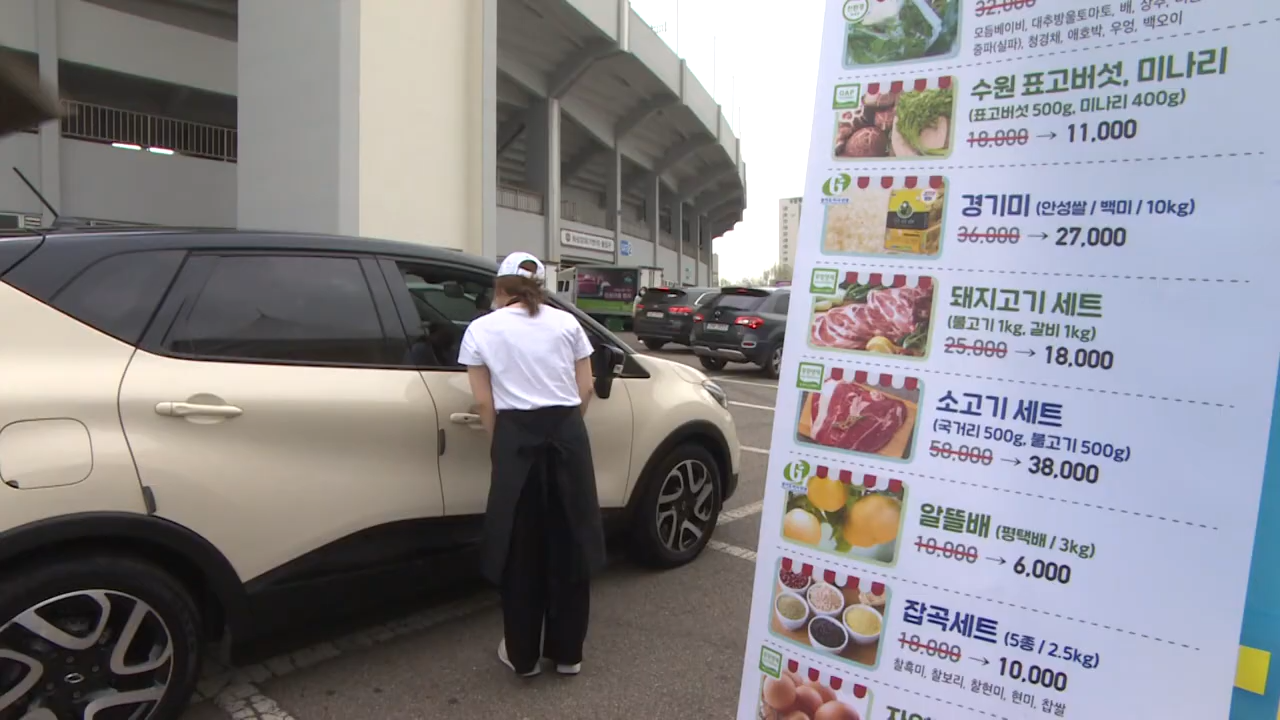 32,000
모듬베이비, 대추방울토마토, 배, 상추,
중파(실파), 청경채, 애호박, 우엉, 백오이
수원 표고버섯, 미나리
(표고버섯 500g, 미나리 400g)
18,000 → 11,000
경기미 (안성쌀 / 백미 / 10kg)
36,000 → 27,000
돼지고기 세트
(불고기 1kg, 갈비 1kg)
25,000 → 18,000
소고기 세트
(국거리 500g, 불고기 500g)
58,000 → 38,000
알뜰배 (평택배 / 3kg)
10,000 → 6,000
잡곡세트 (5종 / 2.5kg)
18,000 → 10,000
찰흑미, 찰보리, 찰현미, 현미, 찹쌀